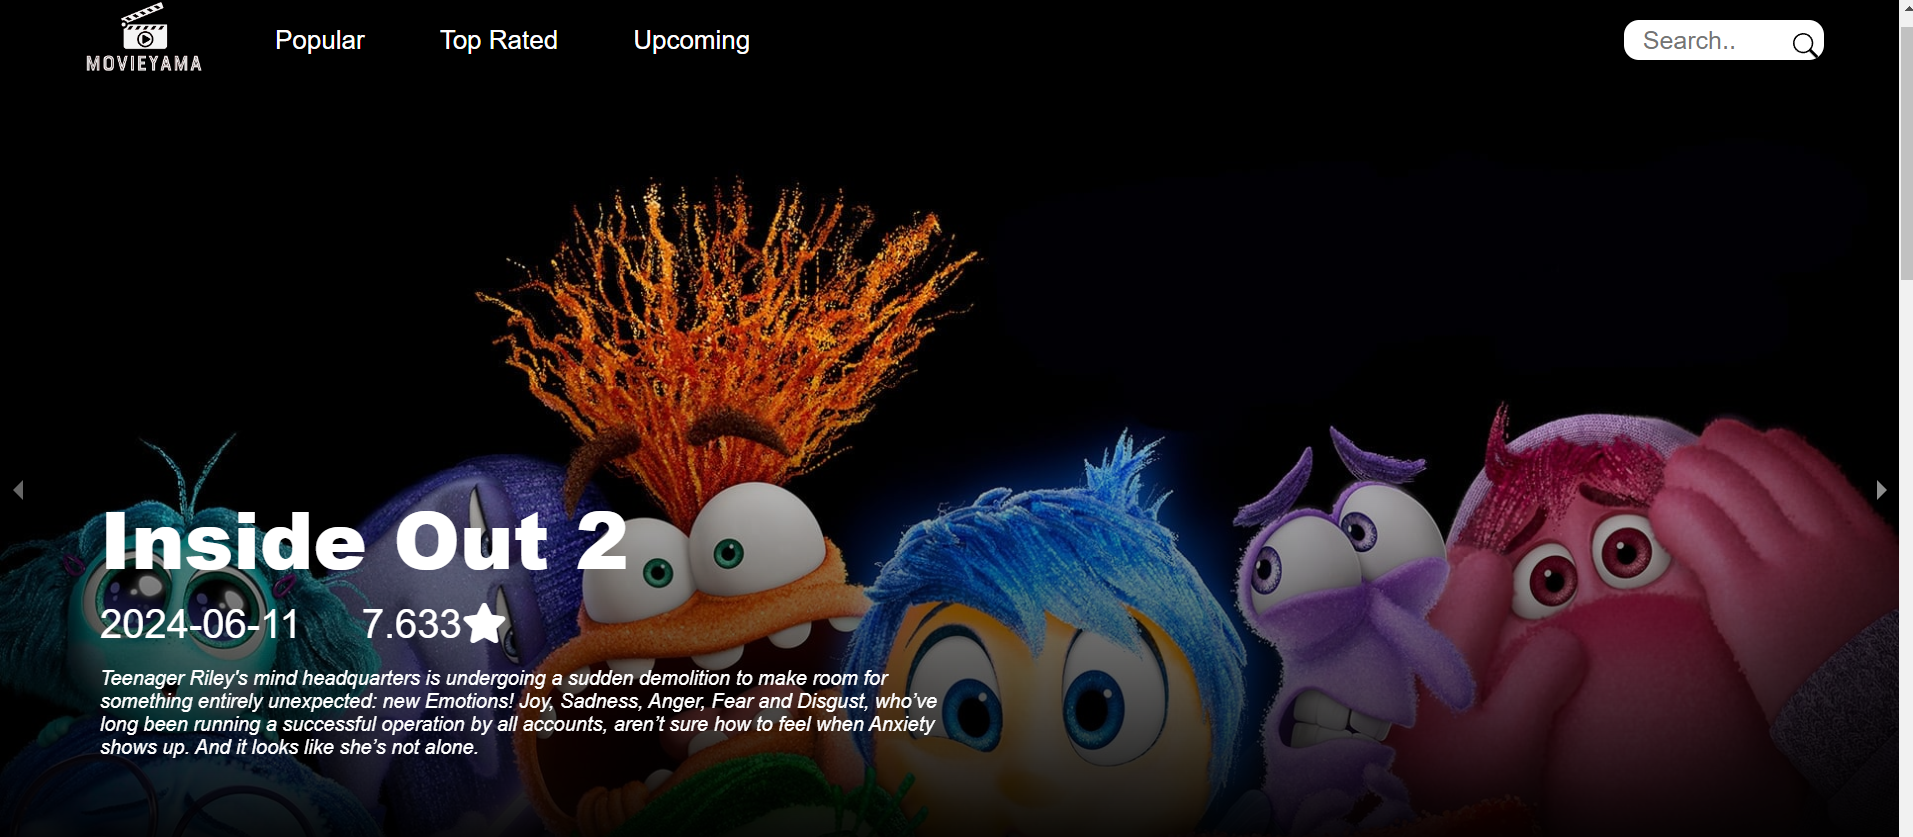 MOVIEYAMA
Popular
Top Rated
Upcoming
Search..
Inside Out 2
2024-06-11 7.633
Teenager Riley's mind headquarters is undergoing a sudden demolition to make room for
something entirely unexpected: new Emotions! Joy, Sadness, Anger, Fear and Disgust, who’ve
long been running a successful operation by all accounts, aren’t sure how to feel when Anxiety
shows up. And it looks like she’s not alone.